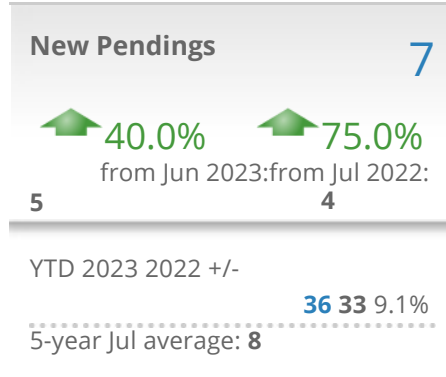 New Pendings 7
40.0% 75.0%
from Jun 2023:from Jul 2022:
5 4
YTD 2023 2022 +/-
36 33 9.1%
5-year Jul average: 8